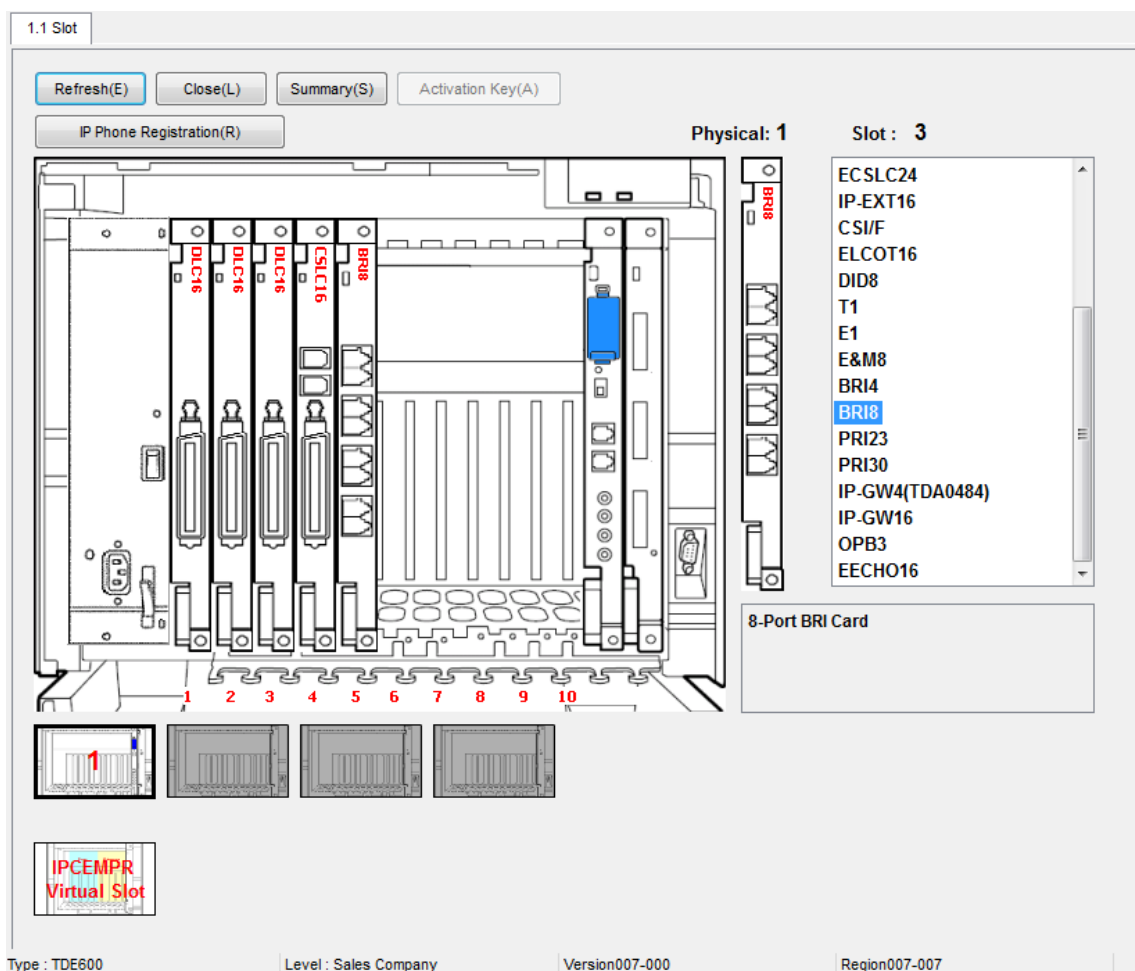 1.1 Slot
Refresh(E) Close(L) Summary(S) Activation Key(A)
IP Phone Registration(R)
Physical: 1 Slot : 3
DLC16
DLC16
DLC16
CSLC16
BRI8
BRI8
ECSLC24
IP-EXT16
CSI/F
ELCOT16
DID8
T1
E1
E&M8
BRI4
BRI8
PRI23
PRI30
IP-GW4(TDA0484)
IP-GW16
OPB3
EECHO16
8-Port BRI Card
1 2 3 4 5 6 7 8 9 10
1
IPCEMPR
Virtual Slot
Type : TDE600 Level : Sales Company Version007-000 Region007-007